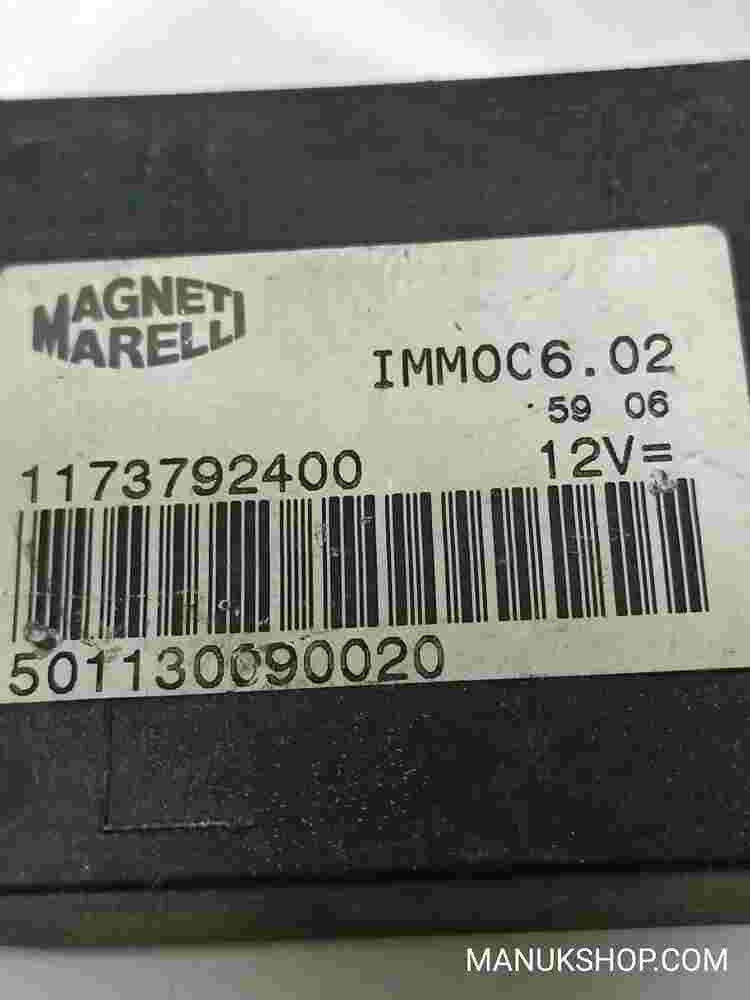 MAGNETI
MARELLI
IMMOC6.02
59 06
1173792400
12V=
501130090020
MANUKSHOP.COM